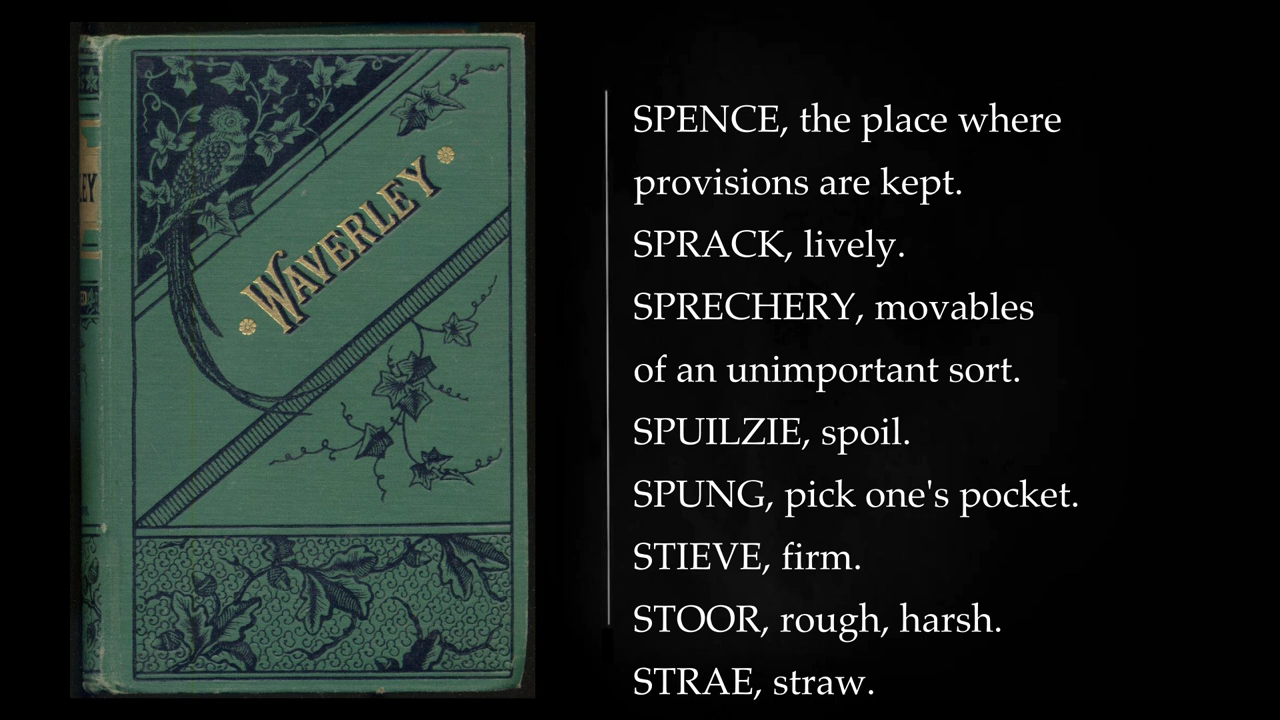 WAVERLEY
SPENCE, the place where
provisions are kept.
SPRACK, lively.
SPRECHERY, movables
of an unimportant sort.
SPUILZIE, spoil.
SPUNG, pick one's pocket.
STIEVE, firm.
STOOR, rough, harsh.
STRAE, straw.